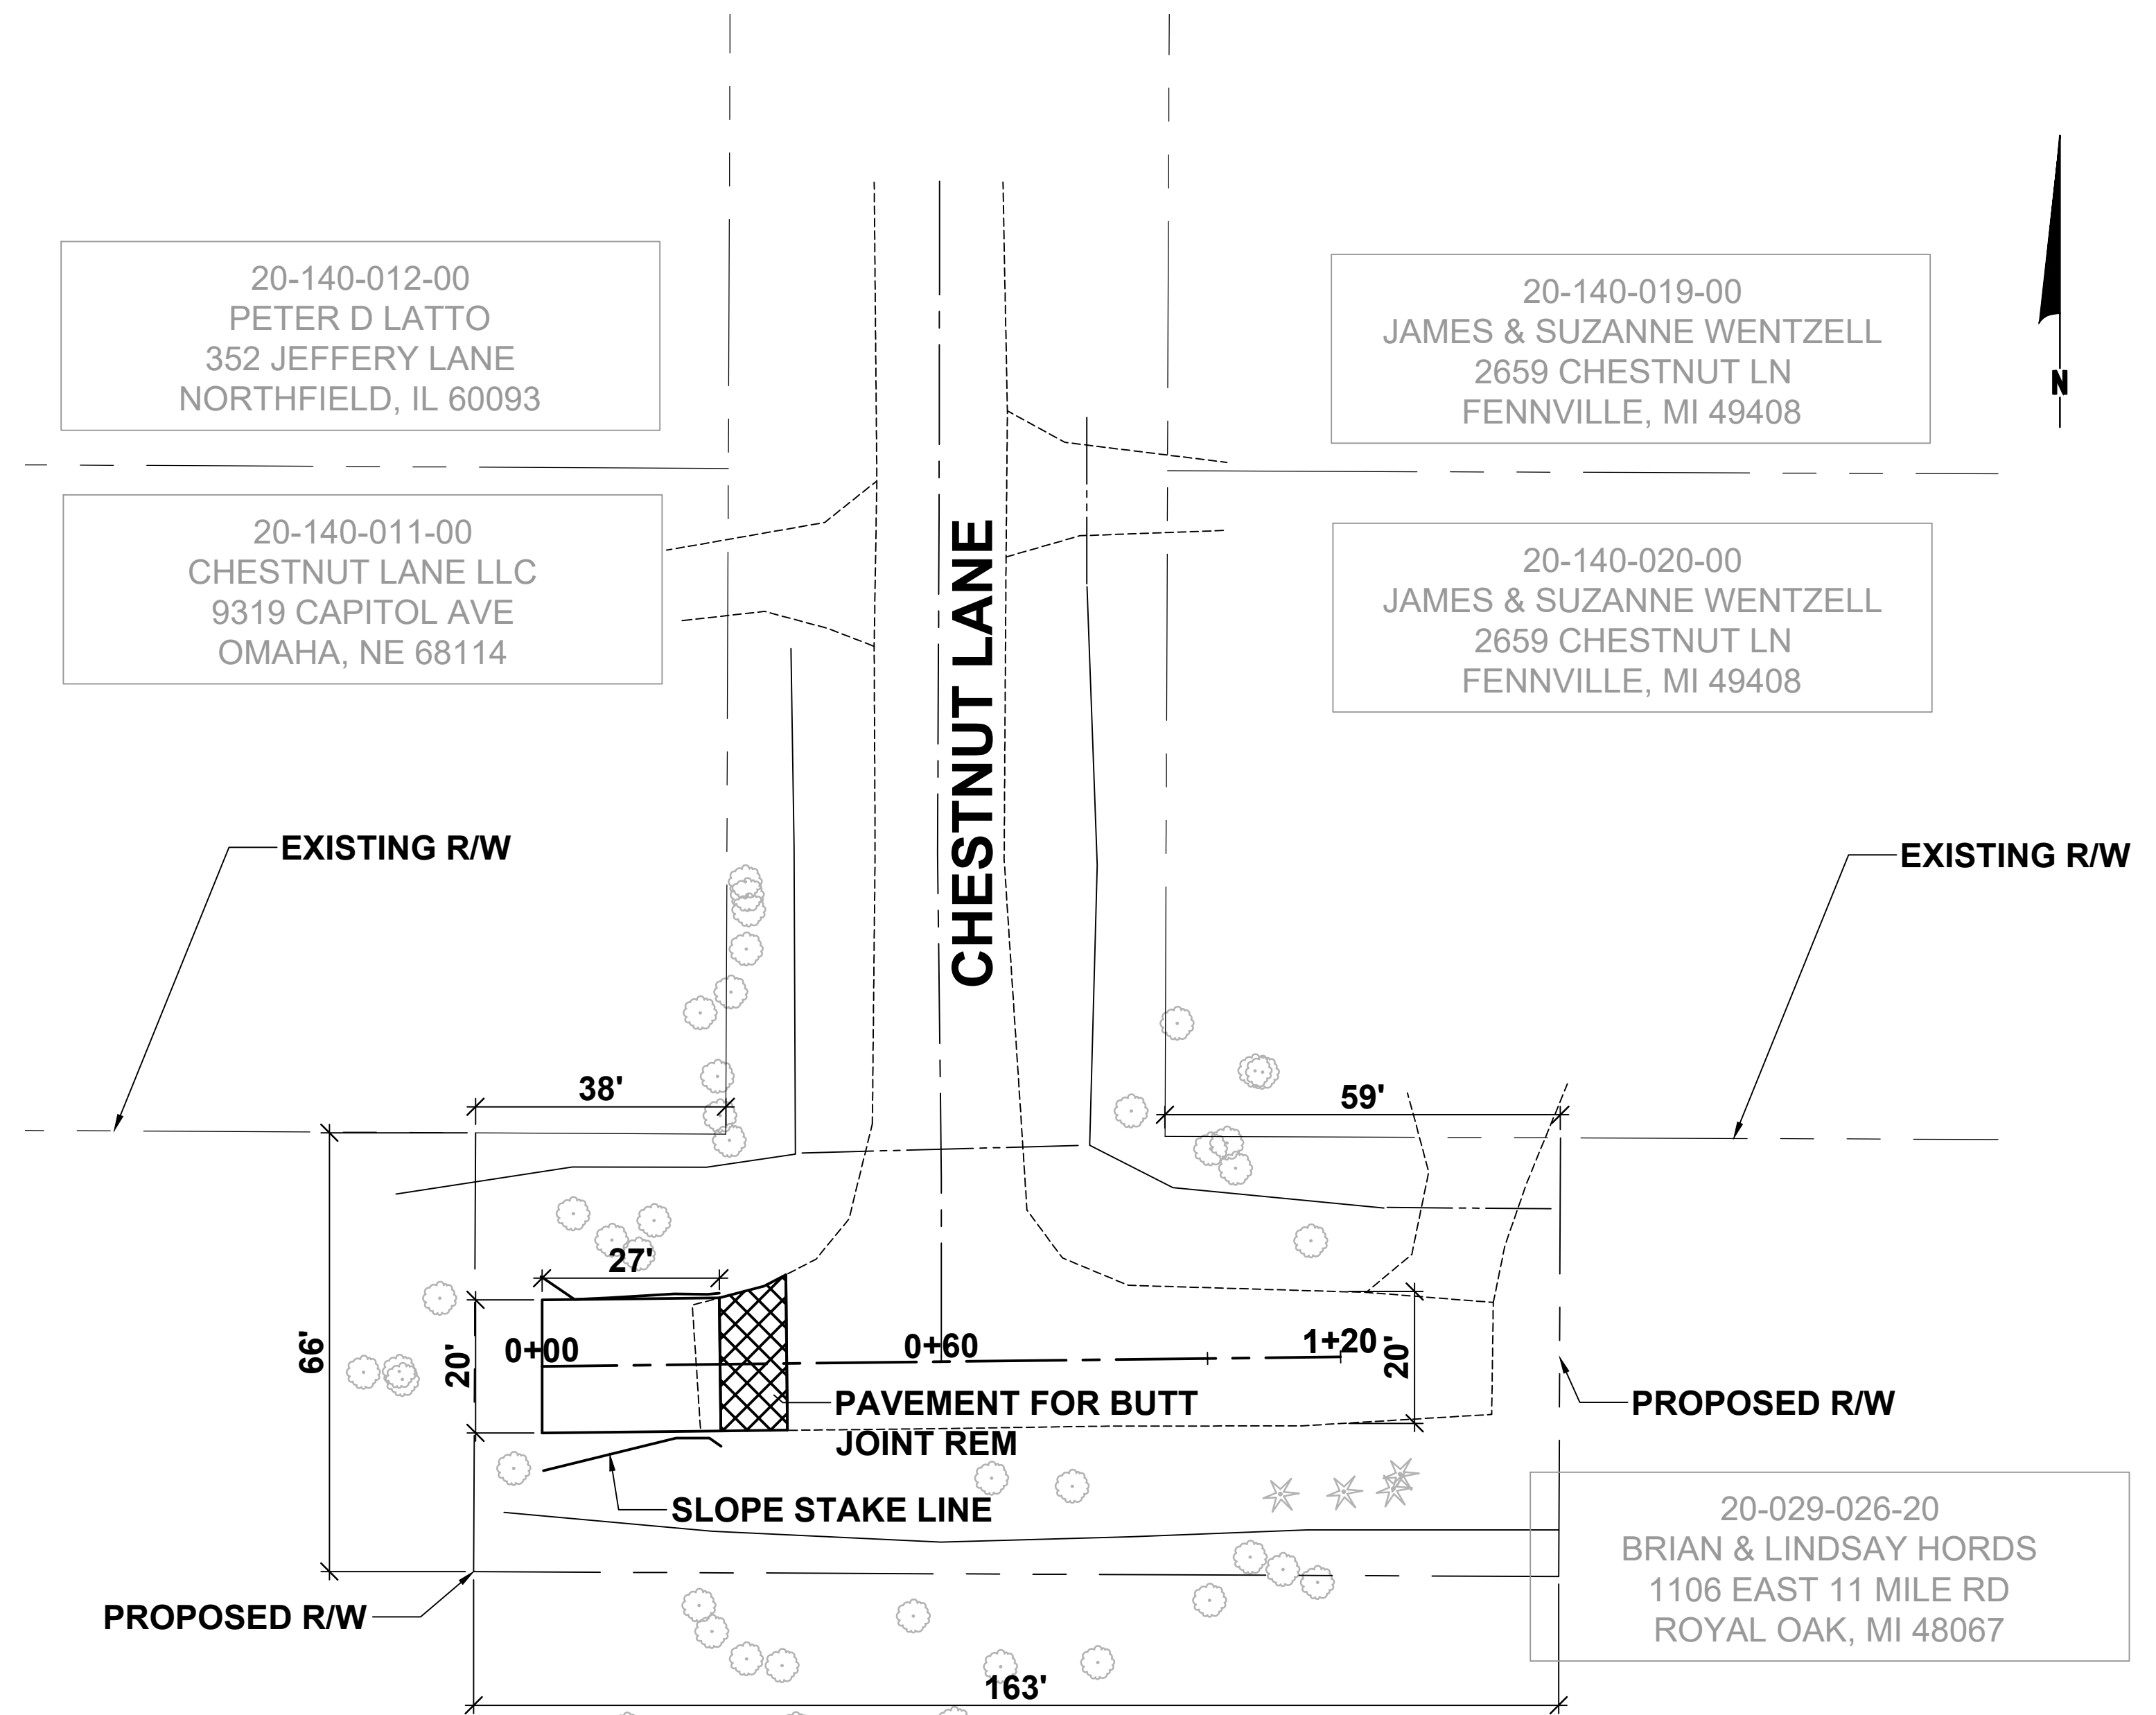 20-140-012-00
PETER D LATTO
352 JEFFERY LANE
NORTHFIELD, IL 60093
20-140-019-00
JAMES & SUZANNE WENTZELL
2659 CHESTNUT LN
FENNVILLE, MI 49408
N
20-140-011-00
CHESTNUT LANE LLC
9319 CAPITOL AVE
OMAHA, NE 68114
20-140-020-00
JAMES & SUZANNE WENTZELL
2659 CHESTNUT LN
FENNVILLE, MI 49408
CHESTNUT LANE
EXISTING R/W
EXISTING R/W
38'
59'
27'
66'
20'
0+00
0+60
1+20
20'
PAVEMENT FOR BUTT
JOINT REM
PROPOSED R/W
SLOPE STAKE LINE
20-029-026-20
BRIAN & LINDSAY HORDS
1106 EAST 11 MILE RD
ROYAL OAK, MI 48067
PROPOSED R/W
163'